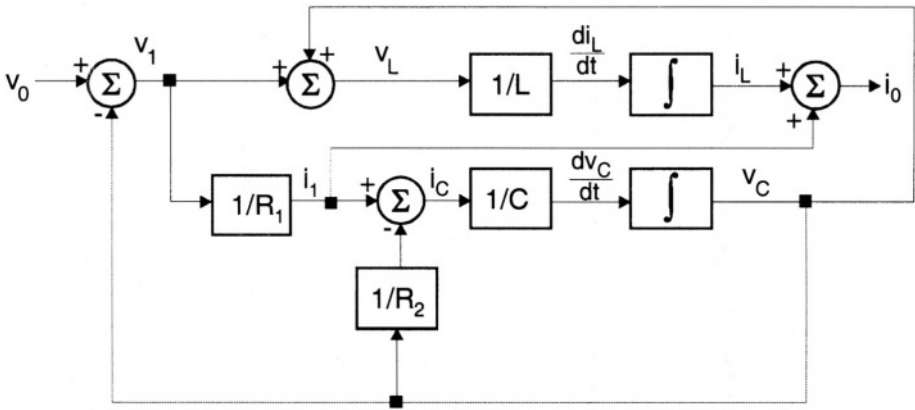 v₀
+
-
Σ
v₁
+
+
Σ
v_L
1/L
di_L
dt
∫
i_L
+
+
Σ
i₀
1/R₁
i₁
+
-
Σ
i_C
1/C
dv_C
dt
∫
v_C
1/R₂